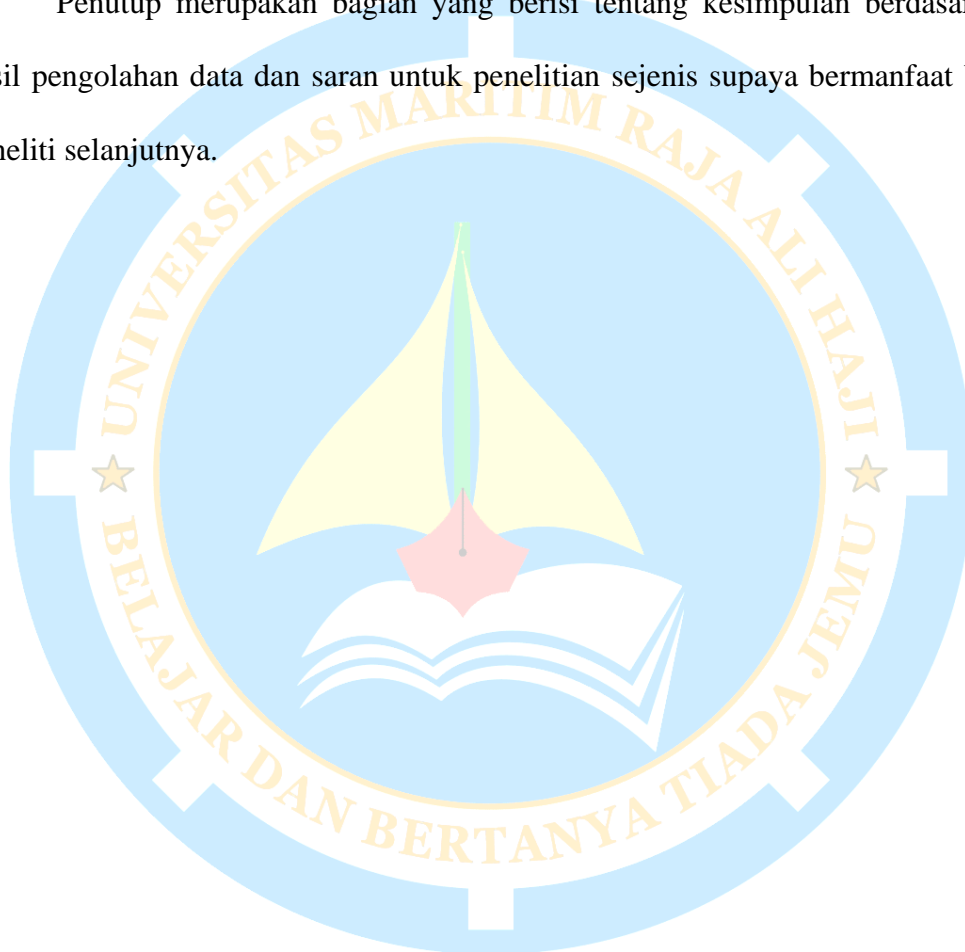 Penutup merupakan bagian yang berisi tentang kesimpulan berdasar
sil pengolahan data dan saran untuk penelitian sejenis supaya bermanfaat
neliti selanjutnya.
UNIVERSITAS MARITIM RAJA ALI HAJI
BELAJAR DAN BERTANYA TIADA JEMU